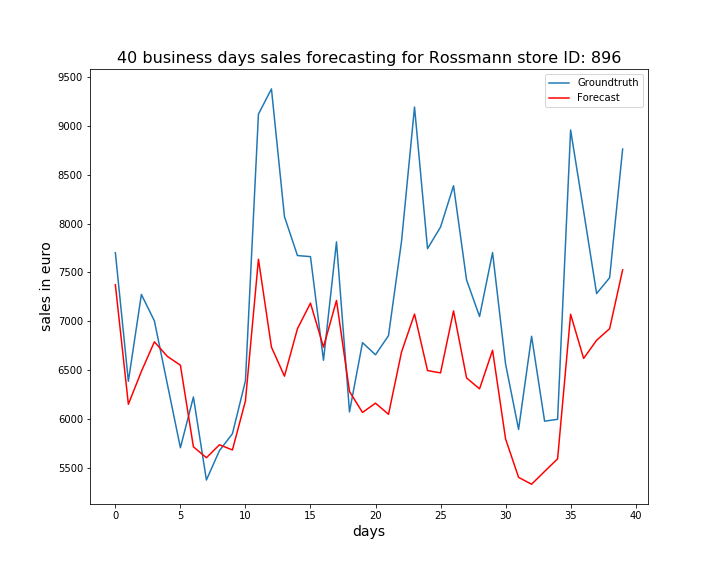 40 business days sales forecasting for Rossmann store ID: 896
Groundtruth
Forecast
9500
9000
8500
8000
7500
7000
6500
6000
5500
sales in euro
0 5 10 15 20 25 30 35 40
days